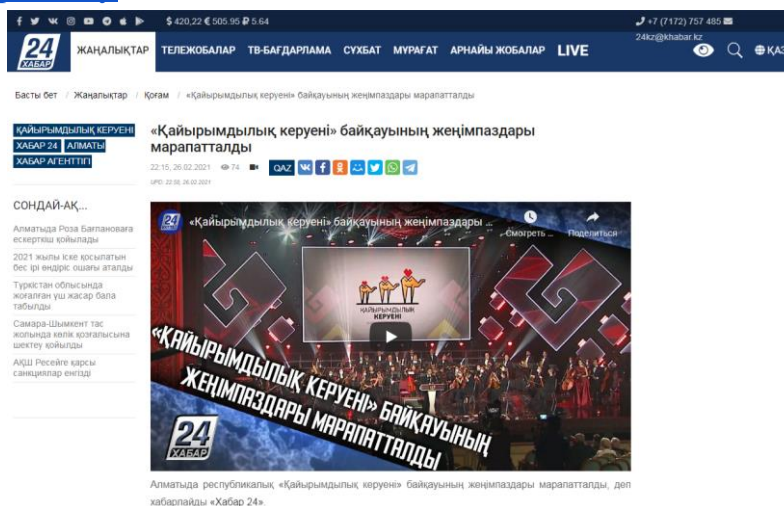 $ 420,22 € 505.95 ₽ 5.64
+7 (7172) 757 485
24kz@khabar.kz
24
ХАБАР
ЖАҢАЛЫҚТАР ТЕЛЕЖОБАЛАР ТВ-БАҒДАРЛАМА СҰХБАТ МҰРАҒАТ АРНАЙЫ ЖОБАЛАР LIVE
ҚАЗ
Басты бет / Жаңалықтар / Қоғам / «Қайырымдылық керуені» байқауының жеңімпаздары марапатталды
ҚАЙЫРЫМДЫЛЫҚ КЕРУЕНІ
ХАБАР 24 АЛМАТЫ
ХАБАР АГЕНТТІГІ
«Қайырымдылық керуені» байқауының жеңімпаздары
марапатталды
22:15, 26.02.2021 74 QAZ
UPD: 22:58, 26.02.2021
СОНДАЙ-АҚ...
Алматыда Роза Бағлановаға
ескерткіш қойылады
2021 жылы іске қосылатын
бес ірі өндіріс ошағы аталды
Түркістан облысында
жоғалған үш жасар бала
табылды
Самара-Шымкент тас
жолында көлік қозғалысына
шектеу қойылды
АҚШ Ресейге қарсы
санкциялар енгізді
24
«Қайырымдылық керуені» байқауының жеңімпаздары ...
Смотреть ... Поделиться
ҚАЙЫРЫМДЫЛЫҚ
КЕРУЕНІ
«ҚАЙЫРЫМДЫЛЫҚ КЕРУЕНІ» БАЙҚАУЫНЫҢ
ЖЕҢІМПАЗДАРЫ МАРАПАТТАЛДЫ
24
ХАБАР
Алматыда республикалық «Қайырымдылық керуені» байқауының жеңімпаздары марапатталды, деп
хабарлайды «Хабар 24».